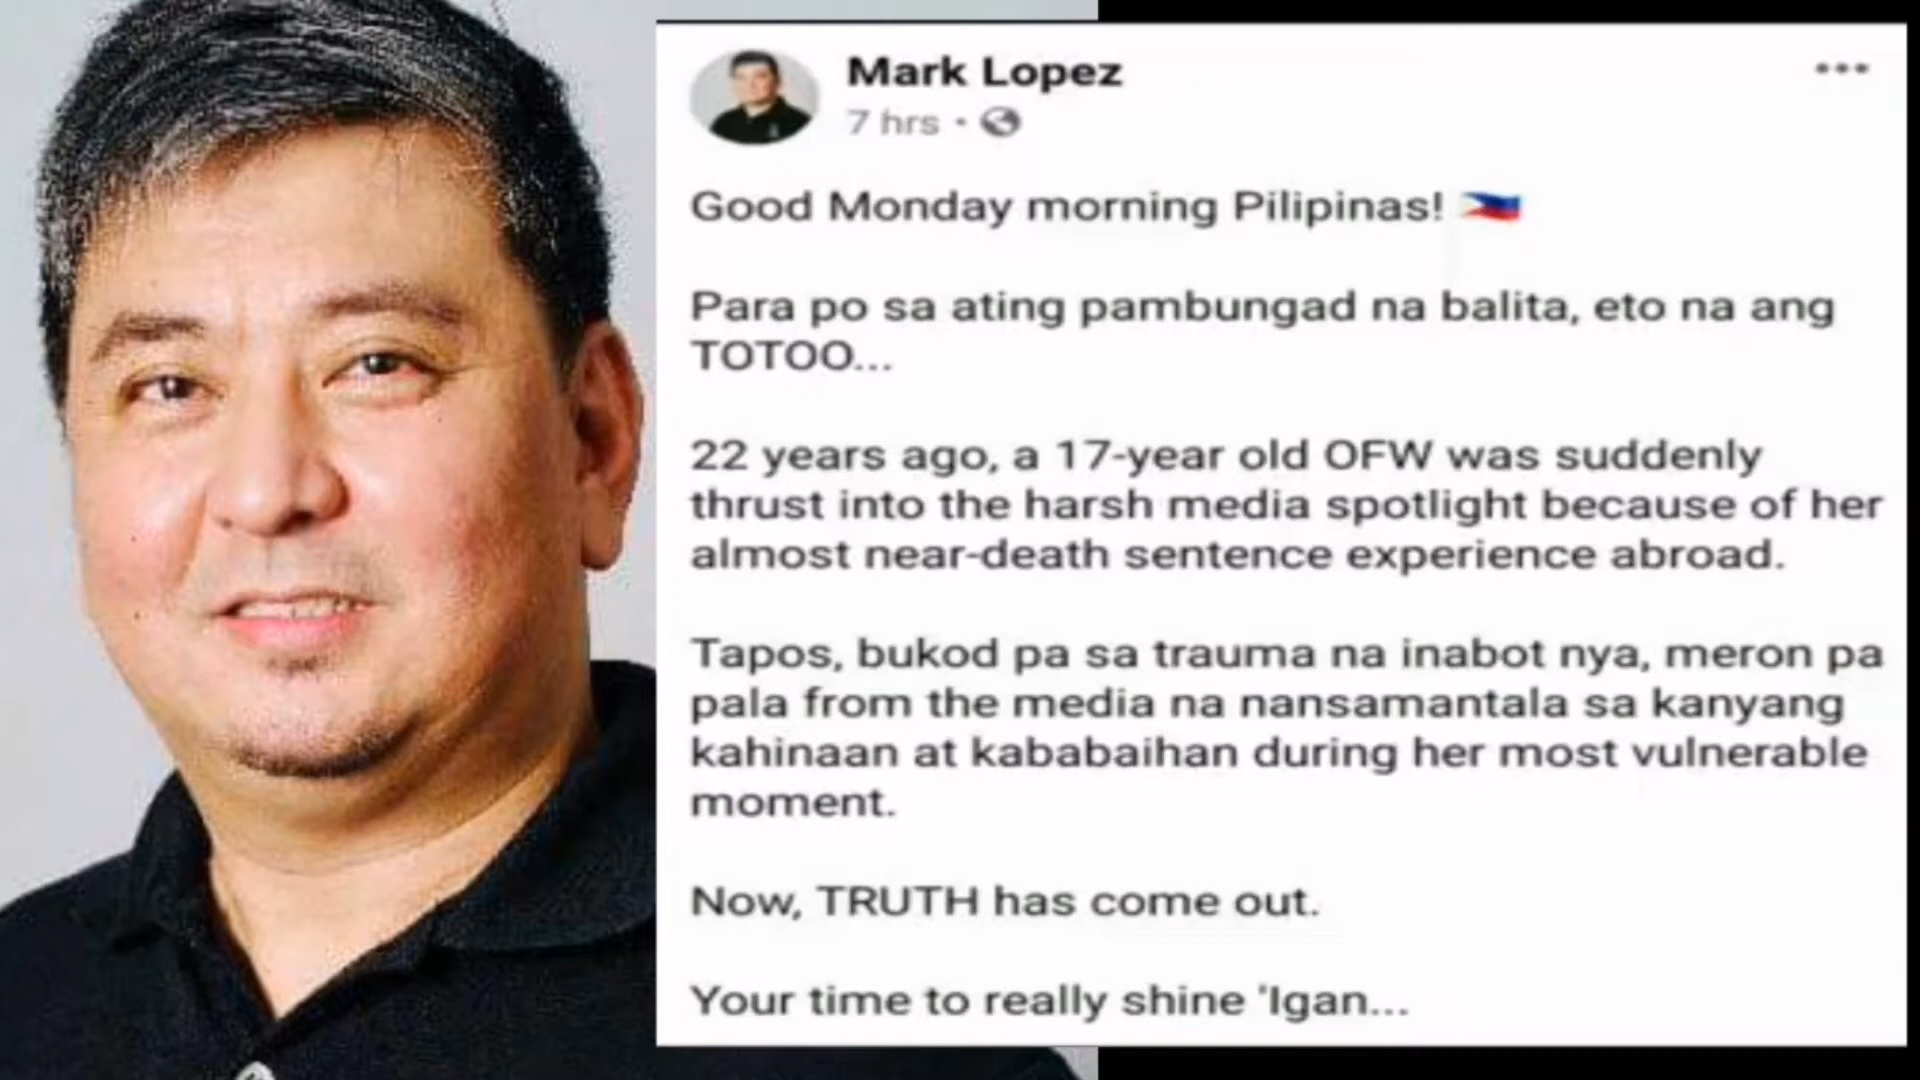 Mark Lopez
7 hrs
Good Monday morning Pilipinas! 🇵🇭
Para po sa ating pambungad na balita, eto na ang
TOTOO...
22 years ago, a 17-year old OFW was suddenly
thrust into the harsh media spotlight because of her
almost near-death sentence experience abroad.
Tapos, bukod pa sa trauma na inabot nya, meron pa
pala from the media na nansamantala sa kanyang
kahinaan at kababaihan during her most vulnerable
moment.
Now, TRUTH has come out.
Your time to really shine 'Igan...